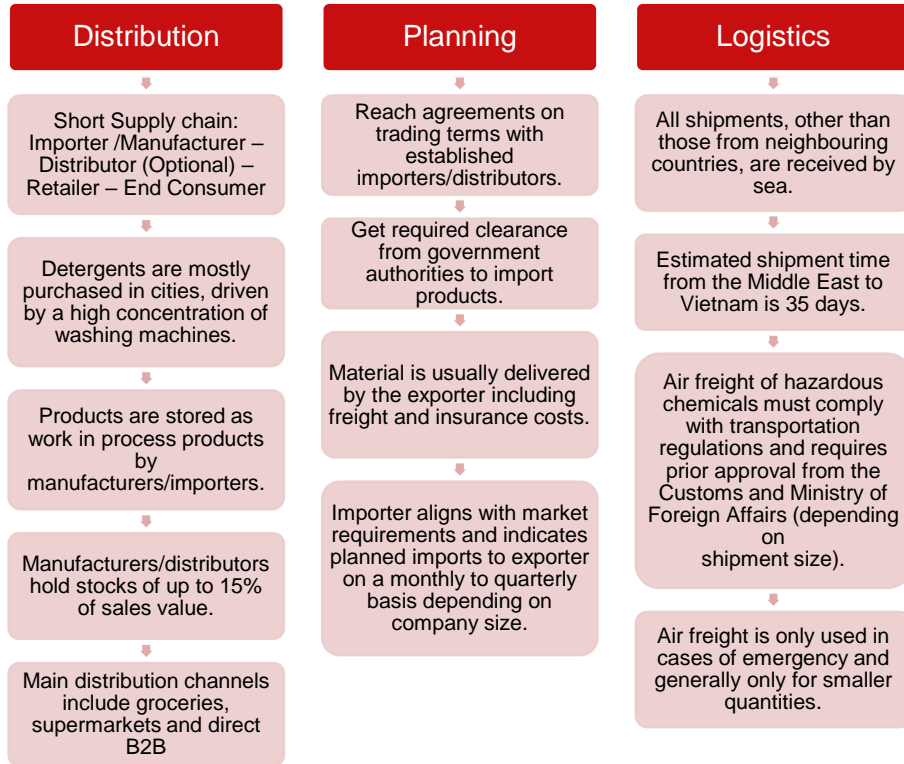 Distribution
Short Supply chain:
Importer /Manufacturer –
Distributor (Optional) –
Retailer – End Consumer
Detergents are mostly
purchased in cities, driven
by a high concentration of
washing machines.
Products are stored as
work in process products
by
manufacturers/importers.
Manufacturers/distributors
hold stocks of up to 15%
of sales value.
Main distribution channels
include groceries,
supermarkets and direct
B2B
Planning
Reach agreements on
trading terms with
established
importers/distributors.
Get required clearance
from government
authorities to import
products.
Material is usually delivered
by the exporter including
freight and insurance costs.
Importer aligns with market
requirements and indicates
planned imports to exporter
on a monthly to quarterly
basis depending on
company size.
Logistics
All shipments, other than
those from neighbouring
countries, are received by
sea.
Estimated shipment time
from the Middle East to
Vietnam is 35 days.
Air freight of hazardous
chemicals must comply
with transportation
regulations and requires
prior approval from the
Customs and Ministry of
Foreign Affairs (depending
on
shipment size).
Air freight is only used in
cases of emergency and
generally only for smaller
quantities.